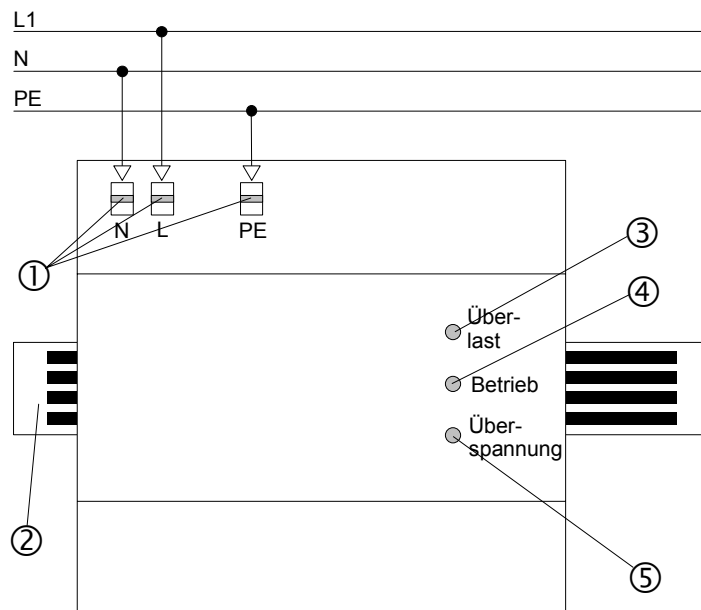 L1
N
PE
N L PE
①
③
④
Über-
last
Betrieb
Über-
spannung
②
⑤